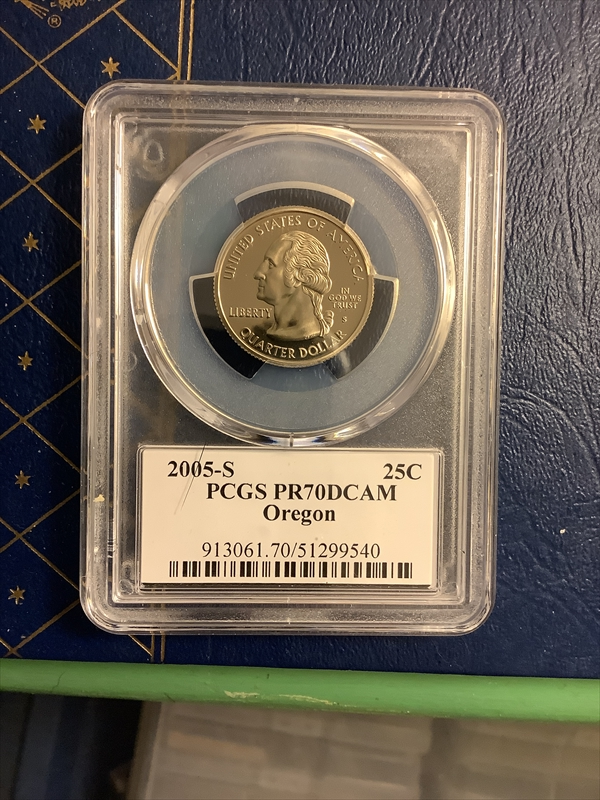 UNITED STATES OF AMERICA
IN
GOD WE
TRUST
LIBERTY
S
QUARTER DOLLAR
2005-S 25C
PCGS PR70DCAM
Oregon
913061.70/51299540